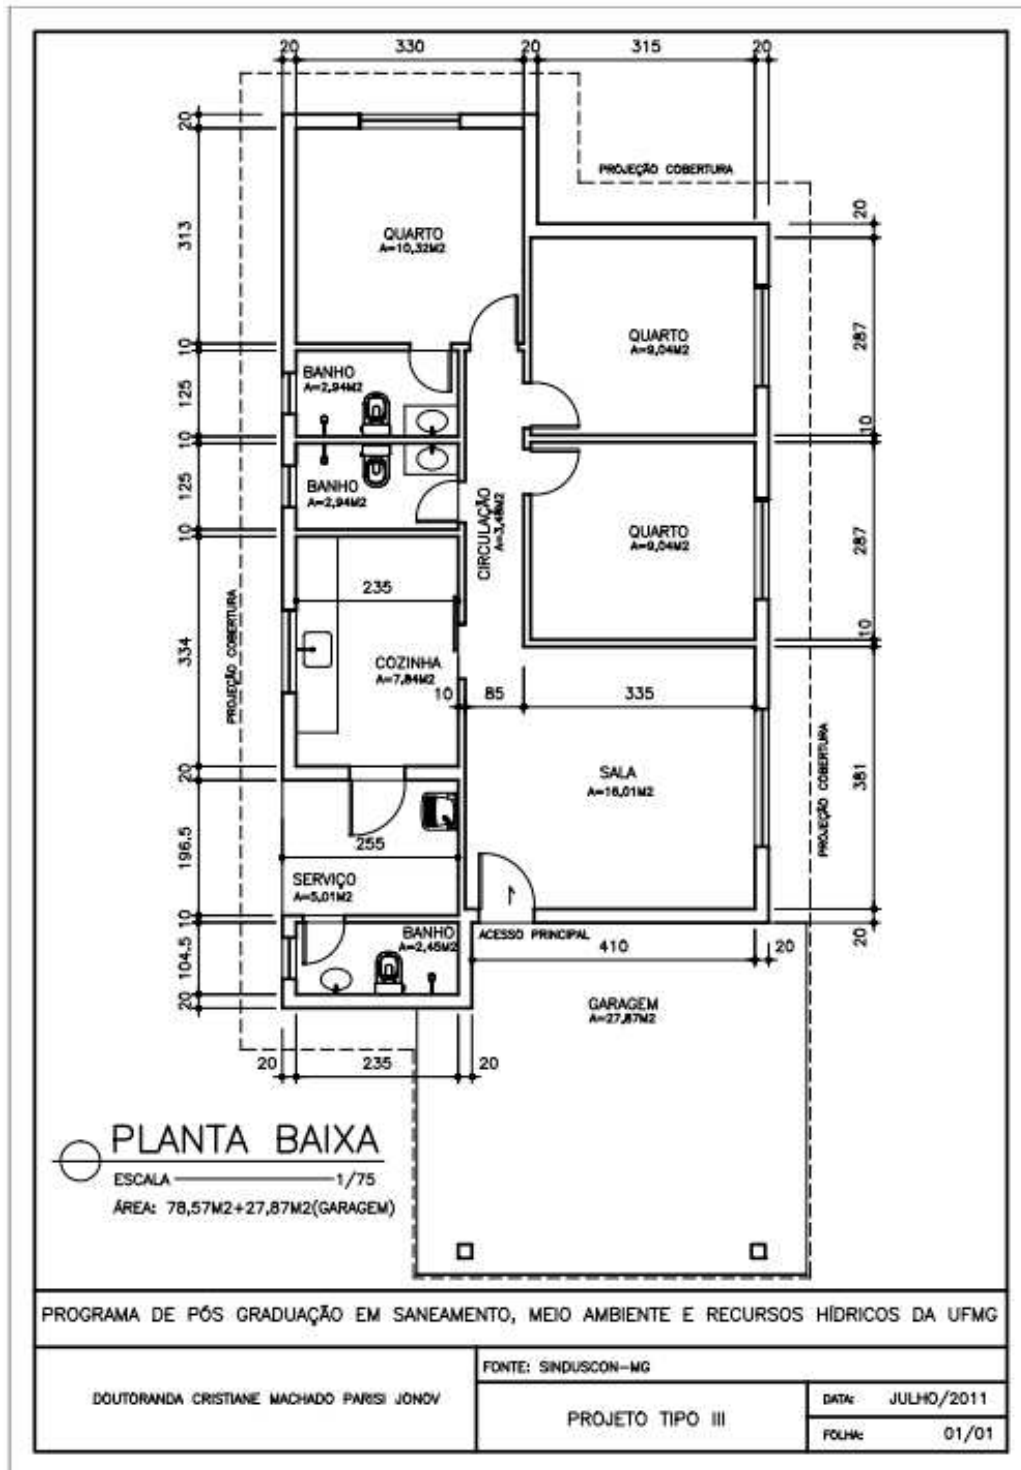 20 330 20 315 20
PROJEÇÃO COBERTURA
20
20
313
QUARTO
A=10,32M2
QUARTO
A=9,04M2
287
10
BANHO
A=2,94M2
125
10
10
BANHO
A=2,94M2
125
CIRCULAÇÃO
A=3,48M2
QUARTO
A=9,04M2
287
10
235
PROJEÇÃO COBERTURA
334
COZINHA
A=7,84M2
10
10 85 335
SALA
A=16,01M2
381
PROJEÇÃO COBERTURA
20
196.5
255
SERVIÇO
A=5,01M2
10
BANHO
A=2,45M2
ACESSO PRINCIPAL
1
20
104.5
410 20
20
GARAGEM
A=27,87M2
20 235 20
PLANTA BAIXA
ESCALA 1/75
ÁREA: 78,57M2+27,87M2(GARAGEM)
PROGRAMA DE PÓS GRADUAÇÃO EM SANEAMENTO, MEIO AMBIENTE E RECURSOS HÍDRICOS DA UFMG
DOUTORANDA CRISTIANE MACHADO PARISI JONOV
FONTE: SINDUSCON-MG
PROJETO TIPO III
DATA: JULHO/2011
FOLHA: 01/01